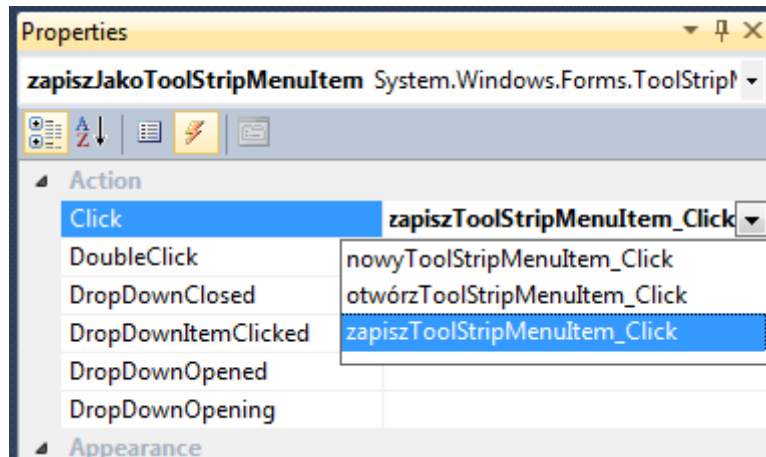 Properties
zapiszJakoToolStripMenuItem System.Windows.Forms.ToolStripM
Action
Click zapiszToolStripMenuItem_Click
DoubleClick nowyToolStripMenuItem_Click
DropDownClosed otwórzToolStripMenuItem_Click
DropDownItemClicked zapiszToolStripMenuItem_Click
DropDownOpened
DropDownOpening
Appearance